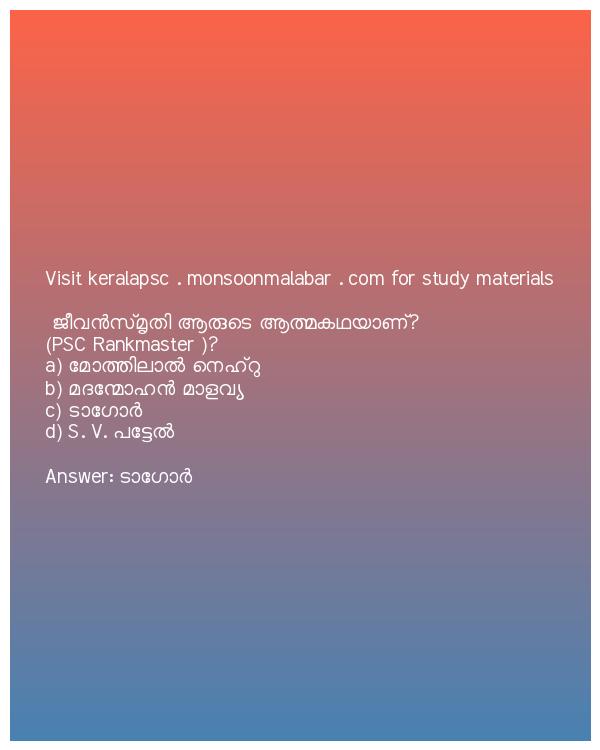 Visit keralapsc . monsoonmalabar . com for study materials
ജീവൻസ്മൃതി ആരുടെ ആത്മകഥയാണ്?
(PSC Rankmaster )?
a) മോത്തിലാൽ നെഹ്റു
b) മദന്മോഹൻ മാളവ്യ
c) ടാഗോർ
d) S. V. പട്ടേൽ
Answer: ടാഗോർ